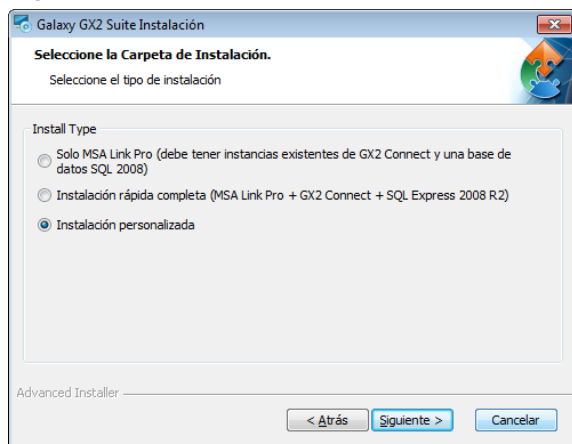 Galaxy GX2 Suite Instalación
Seleccione la Carpeta de Instalación.
Seleccione el tipo de instalación
Install Type
Solo MSA Link Pro (debe tener instancias existentes de GX2 Connect y una base de
datos SQL 2008)
Instalación rápida completa (MSA Link Pro + GX2 Connect + SQL Express 2008 R2)
Instalación personalizada
Advanced Installer
< Atrás Siguiente > Cancelar